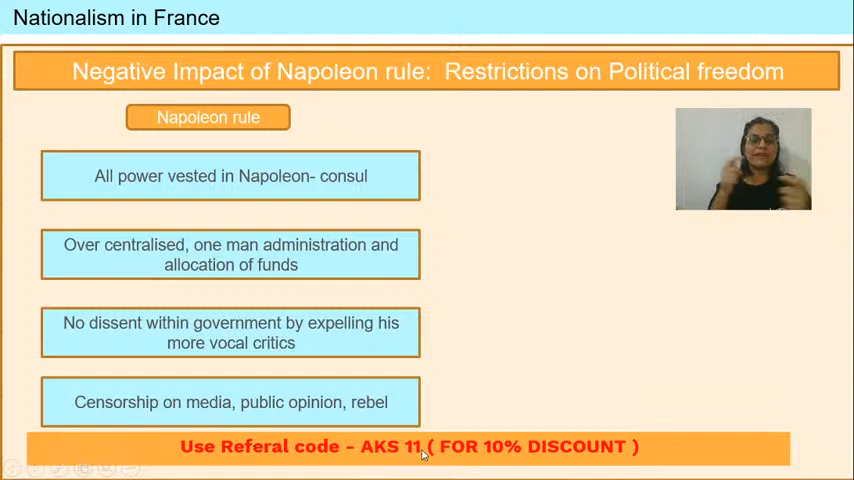 Nationalism in France
Negative Impact of Napoleon rule: Restrictions on Political freedom
Napoleon rule
All power vested in Napoleon- consul
Over centralised, one man administration and
allocation of funds
No dissent within government by expelling his
more vocal critics
Censorship on media, public opinion, rebel
Use Referal code - AKS 11 ( FOR 10% DISCOUNT )